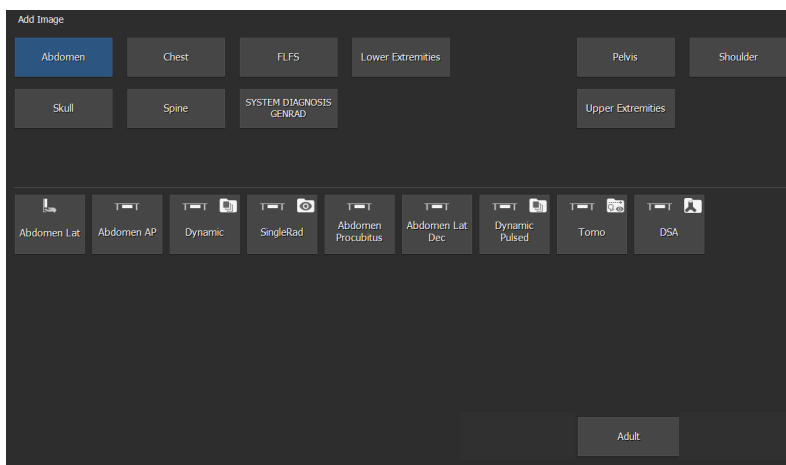 Add Image
Abdomen
Chest
FLFS
Lower Extremities
Pelvis
Shoulder
Skull
Spine
SYSTEM DIAGNOSIS
GENRAD
Upper Extremities
Abdomen Lat
Abdomen AP
Dynamic
SingleRad
Abdomen
Procubitus
Abdomen Lat
Dec
Dynamic
Pulsed
Tomo
DSA
Adult